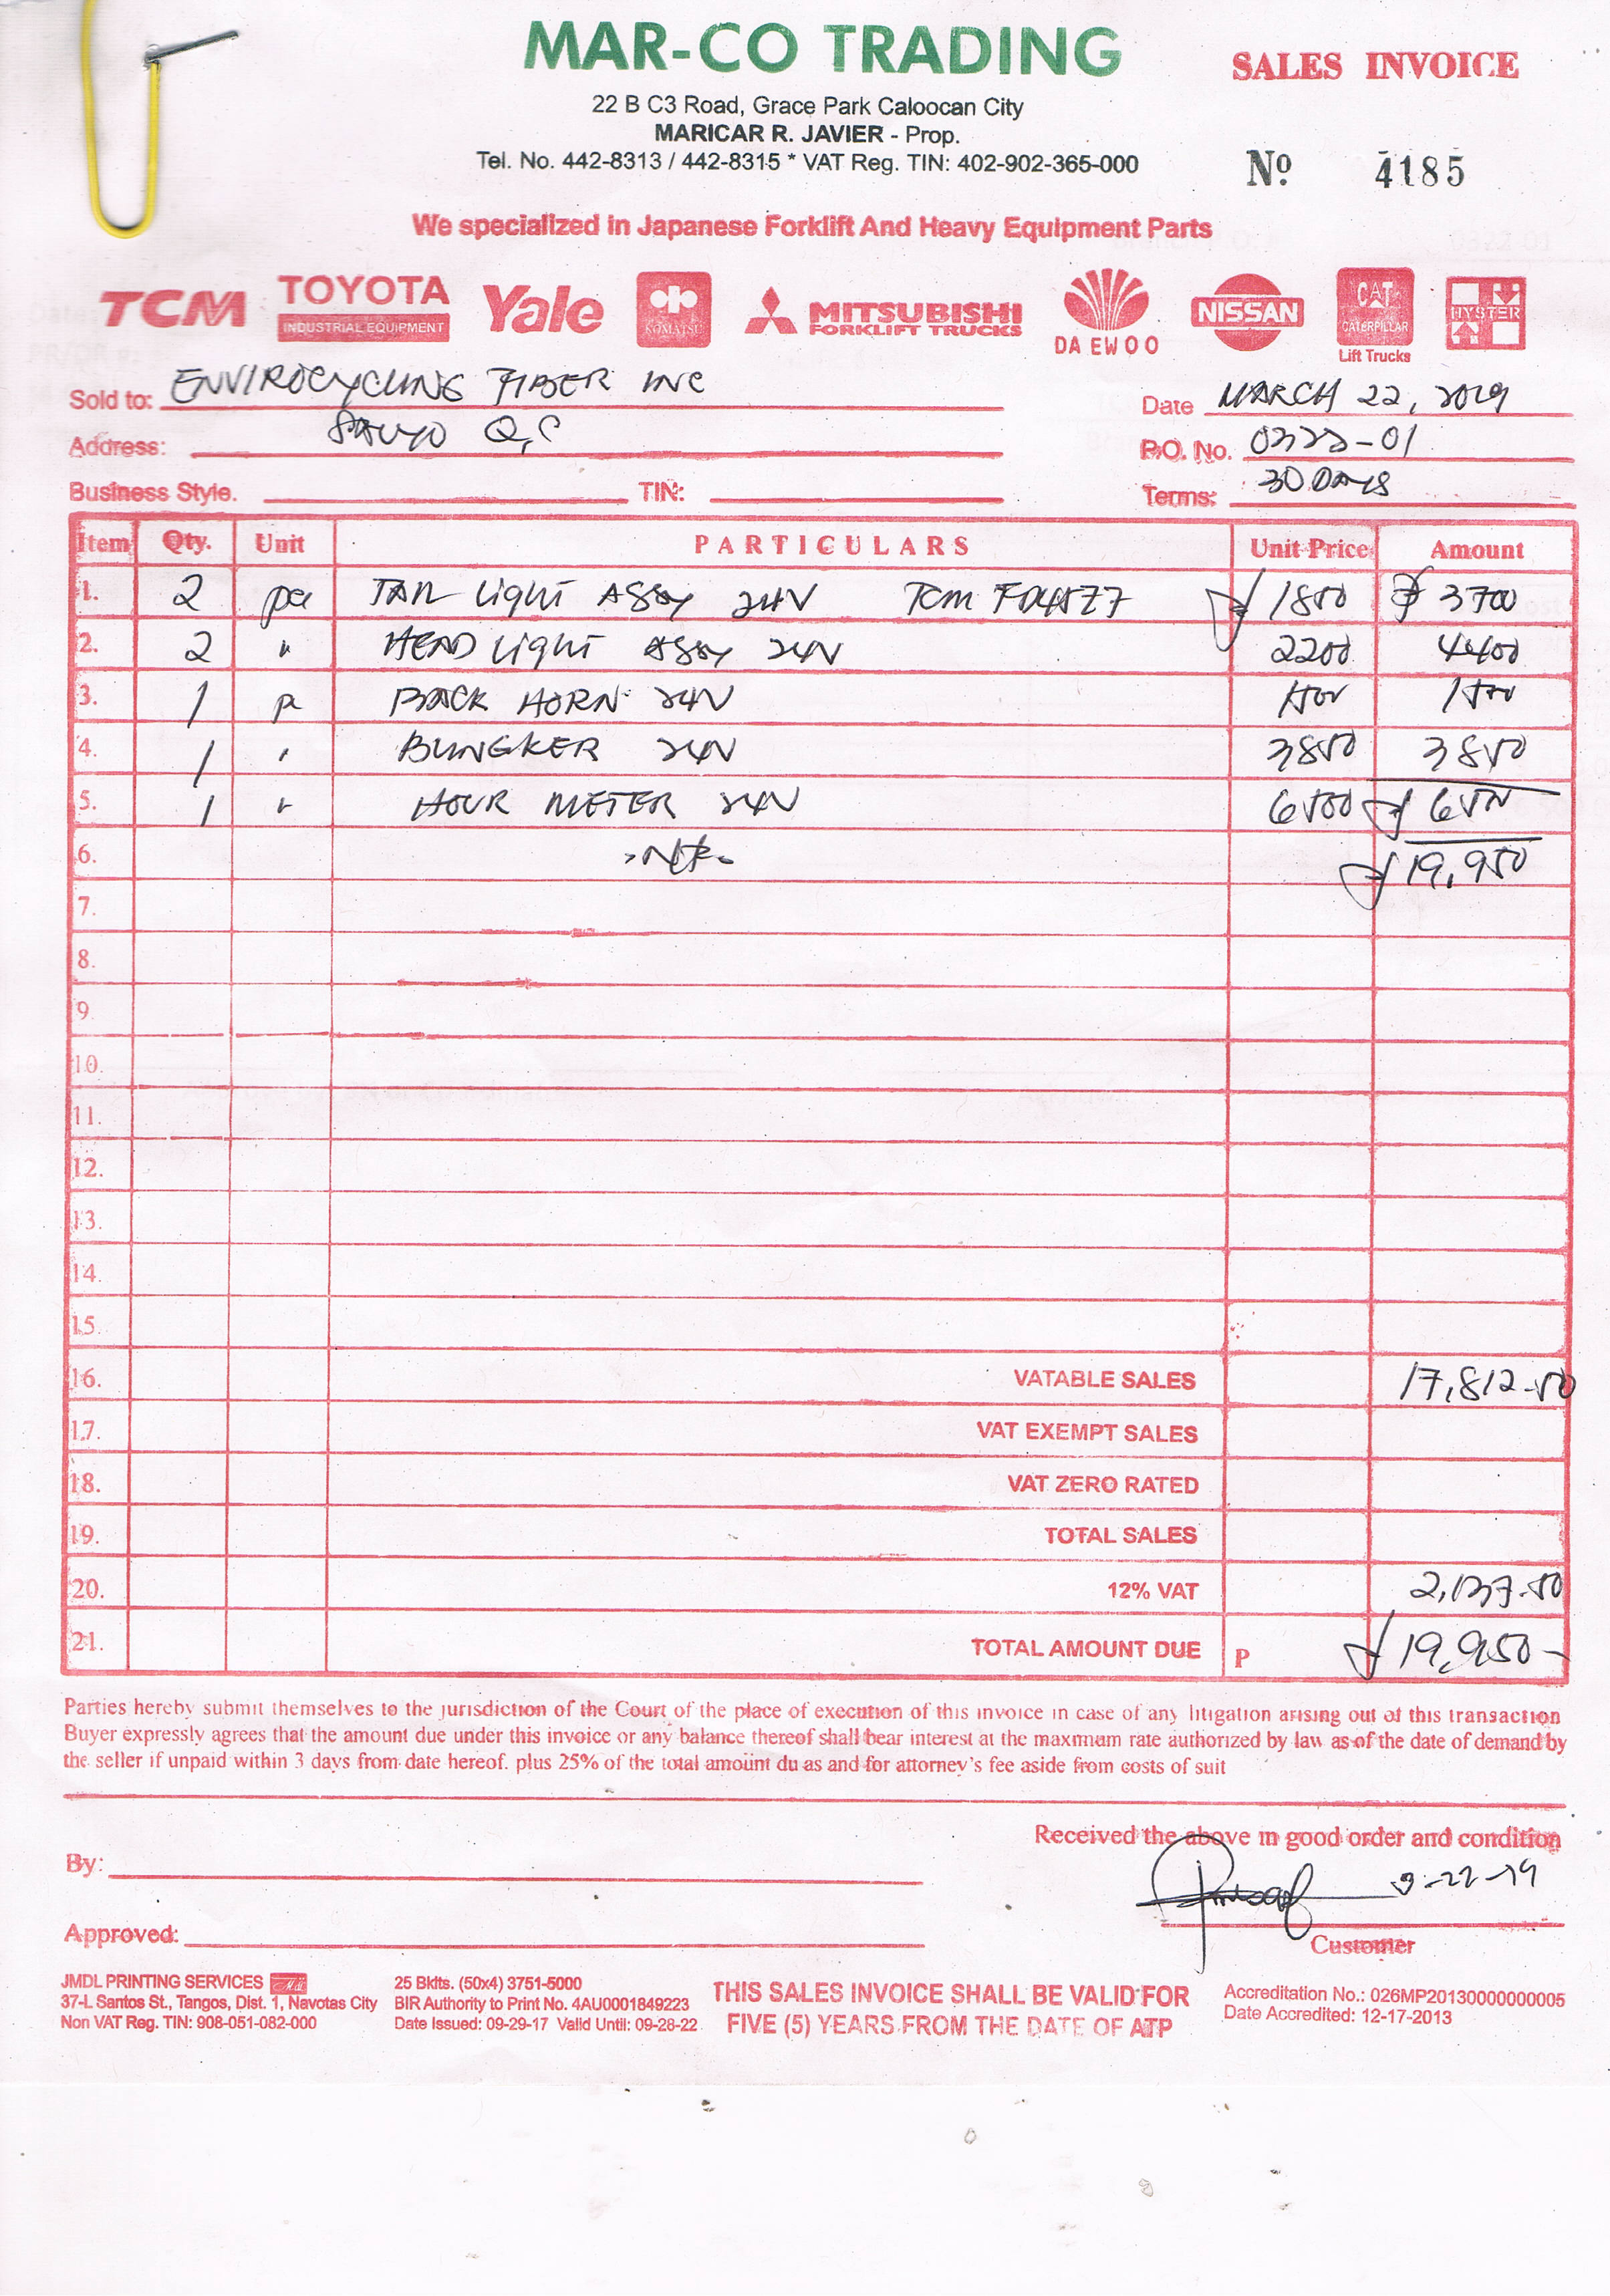 MAR-CO TRADING
SALES INVOICE
22 B C3 Road, Grace Park Caloocan City
MARICAR R. JAVIER - Prop.
Tel. No. 442-8313 / 442-8315 * VAT Reg. TIN: 402-902-365-000
Nº 4185
We specialized in Japanese Forklift And Heavy Equipment Parts
TCM TOYOTA INDUSTRIAL EQUIPMENT Yale KOMATSU MITSUBISHI FORKLIFT TRUCKS DAEWOO NISSAN CAT CATERPILLAR Lift Trucks HYSTER
Sold to: ENVIROCYCLING FIBER INC
Date MARCH 22, 2019
Address: Q.C
P.O. No. 0322-01
Business Style. TIN:
Terms: 30 DAYS
Item Qty. Unit PARTICULARS Unit Price Amount
1. 2 pcs TAIL Light ASSy 24V TCM ₱ 1850 ₱ 3700
2. 2 " HEAD Light ASSy 24V 2200 4400
3. 1 pc BACK HORN 24V 1500 1500
4. 1 " BUNGKER 24V 3850 3850
5. 1 " HOUR METER 24V 6500 ₱ 6500
6. ₱ 19,950
7.
8.
9.
10.
11.
12.
13.
14.
15.
16. VATABLE SALES 17,812.50
17. VAT EXEMPT SALES
18. VAT ZERO RATED
19. TOTAL SALES
20. 12% VAT 2,137.50
21. TOTAL AMOUNT DUE P ₱ 19,950-
Parties hereby submit themselves to the jurisdiction of the Court of the place of execution of this invoice in case of any litigation arising out of this transaction
Buyer expressly agrees that the amount due under this invoice or any balance thereof shall bear interest at the maxmum rate authorized by law as of the date of demand by
the seller if unpaid within 3 days from date hereof. plus 25% of the total amount du as and for attorney's fee aside from costs of suit
Received the above in good order and condition
By:
3-22-19
Approved:
Customer
JMDL PRINTING SERVICES
37-L Santos St., Tangos, Dist. 1, Navotas City
Non VAT Reg. TIN: 908-051-082-000
25 Bklts. (50x4) 3751-5000
BIR Authority to Print No. 4AU0001849223
Date Issued: 09-29-17 Valid Until: 09-28-22
THIS SALES INVOICE SHALL BE VALID FOR
FIVE (5) YEARS FROM THE DATE OF ATP
Accreditation No.: 026MP20130000000005
Date Accredited: 12-17-2013